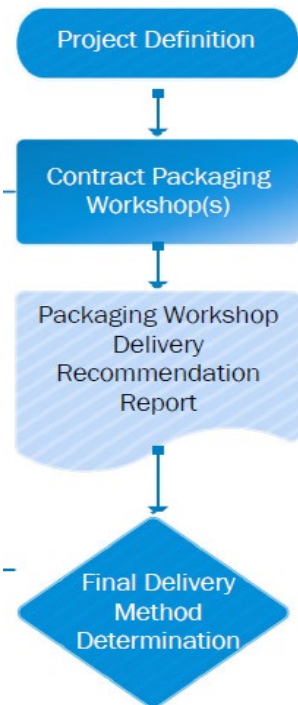 Project Definition
Contract Packaging
Workshop(s)
Packaging Workshop
Delivery
Recommendation
Report
Final Delivery
Method
Determination